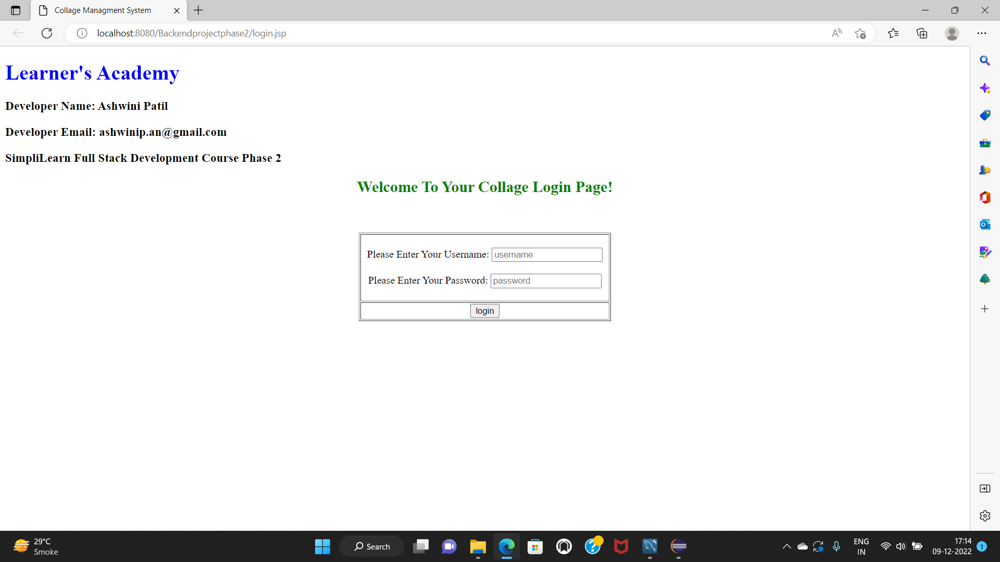 Collage Managment System
localhost:8080/Backendprojectphase2/login.jsp
Learner's Academy
Developer Name: Ashwini Patil
Developer Email: ashwinip.an@gmail.com
SimpliLearn Full Stack Development Course Phase 2
Welcome To Your Collage Login Page!
Please Enter Your Username: username
Please Enter Your Password: password
login
29°C
Smoke
Search
ENG
IN
17:14
09-12-2022
1